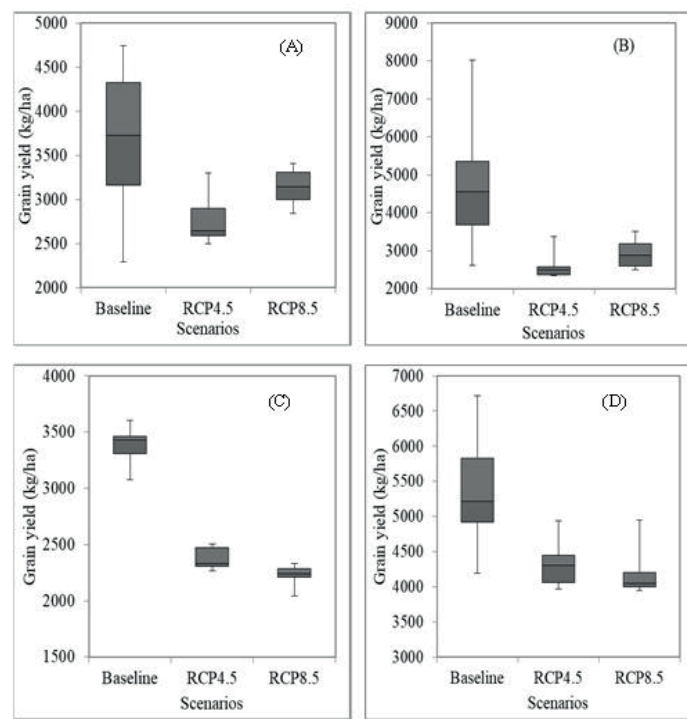 (A)
Grain yield (kg/ha)
5000
4500
4000
3500
3000
2500
2000
Baseline RCP4.5 RCP8.5
Scenarios
(B)
Grain yield (kg/ha)
9000
8000
7000
6000
5000
4000
3000
2000
Baseline RCP4.5 RCP8.5
Scenarios
(C)
Grain yield (kg/ha)
4000
3500
3000
2500
2000
1500
Baseline RCP4.5 RCP8.5
Scenarios
(D)
Grain yield (kg/ha)
7000
6500
6000
5500
5000
4500
4000
3500
3000
Baseline RCP4.5 RCP8.5
Scenarios